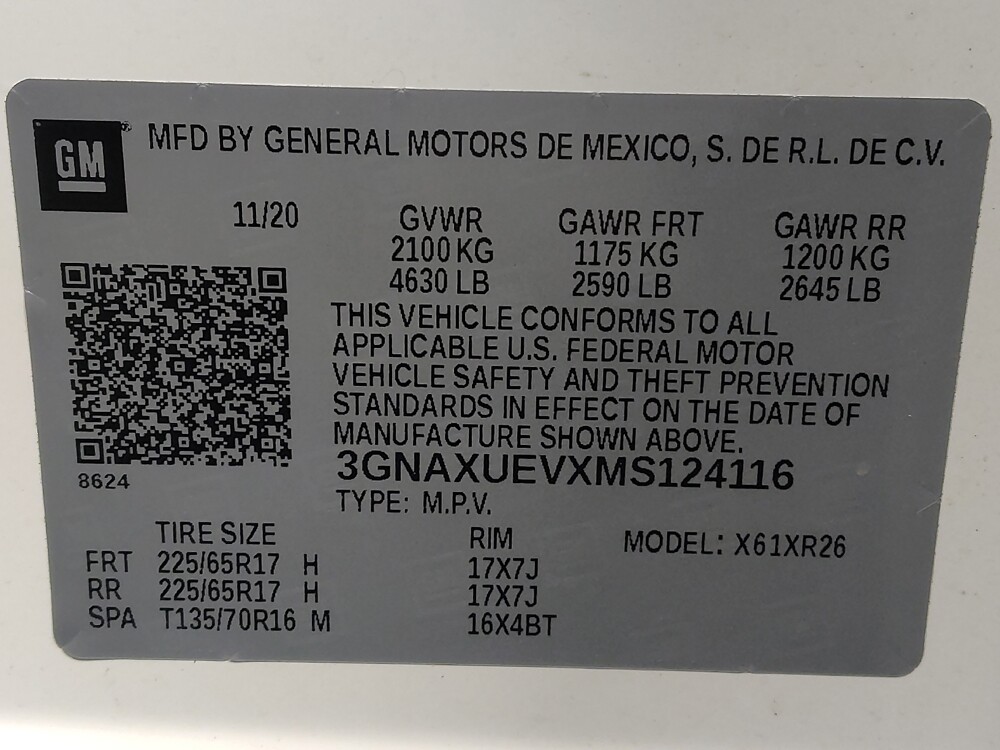 GM MFD BY GENERAL MOTORS DE MEXICO, S. DE R.L. DE C.V.
11/20 GVWR GAWR FRT GAWR RR
2100 KG 1175 KG 1200 KG
4630 LB 2590 LB 2645 LB
THIS VEHICLE CONFORMS TO ALL
APPLICABLE U.S. FEDERAL MOTOR
VEHICLE SAFETY AND THEFT PREVENTION
STANDARDS IN EFFECT ON THE DATE OF
MANUFACTURE SHOWN ABOVE.
3GNAXUEVXMS124116
8624
TYPE: M.P.V.
TIRE SIZE RIM MODEL: X61XR26
FRT 225/65R17 H 17X7J
RR 225/65R17 H 17X7J
SPA T135/70R16 M 16X4BT